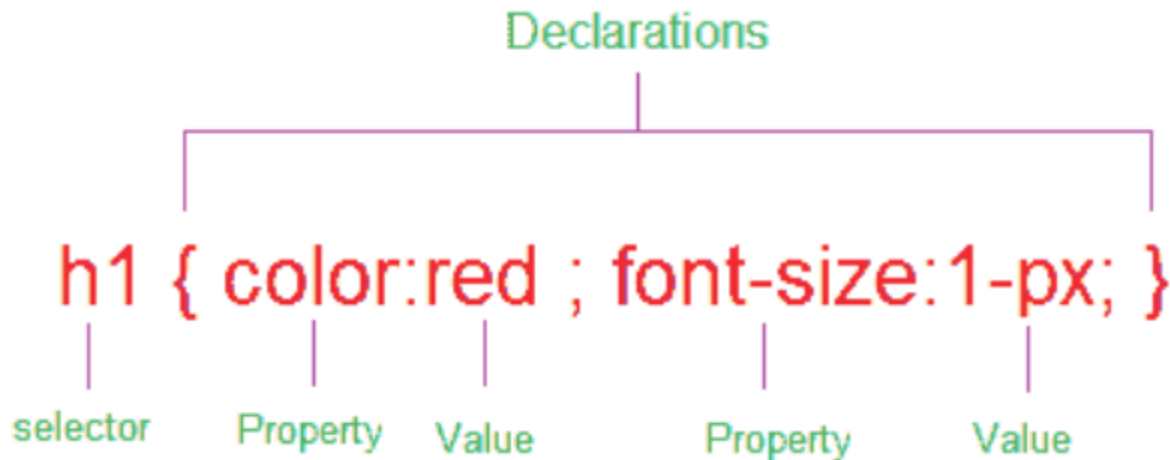 Declarations
h1 { color:red ; font-size:1-px; }
selector Property Value Property Value